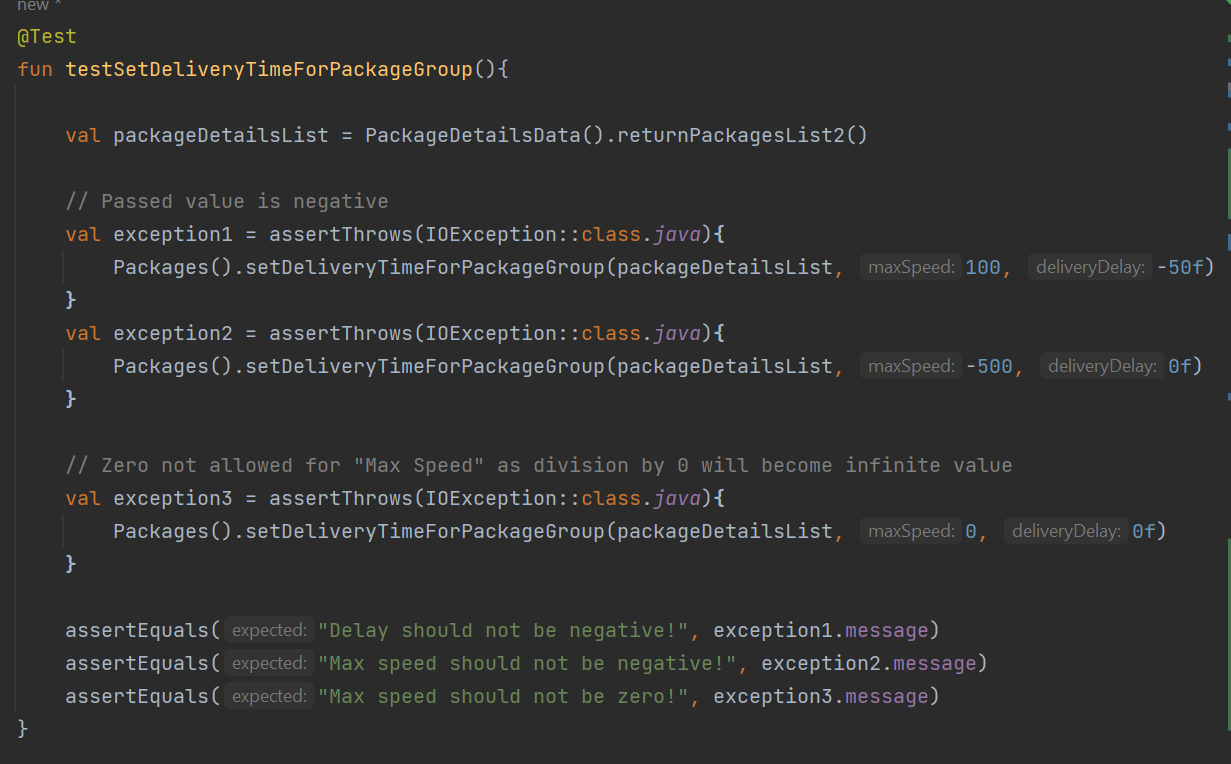 new *
@Test
fun testSetDeliveryTimeForPackageGroup(){
val packageDetailsList = PackageDetailsData().returnPackagesList2()
// Passed value is negative
val exception1 = assertThrows(IOException::class.java){
Packages().setDeliveryTimeForPackageGroup(packageDetailsList, maxSpeed: 100, deliveryDelay: -50f)
}
val exception2 = assertThrows(IOException::class.java){
Packages().setDeliveryTimeForPackageGroup(packageDetailsList, maxSpeed: -500, deliveryDelay: 0f)
}
// Zero not allowed for "Max Speed" as division by 0 will become infinite value
val exception3 = assertThrows(IOException::class.java){
Packages().setDeliveryTimeForPackageGroup(packageDetailsList, maxSpeed: 0, deliveryDelay: 0f)
}
assertEquals( expected: "Delay should not be negative!", exception1.message)
assertEquals( expected: "Max speed should not be negative!", exception2.message)
assertEquals( expected: "Max speed should not be zero!", exception3.message)
}